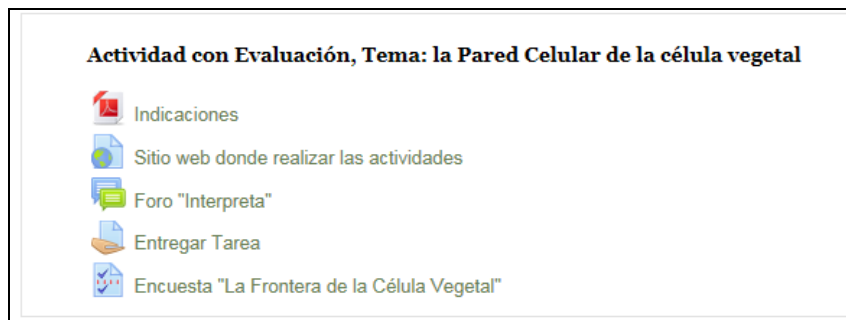 Actividad con Evaluación, Tema: la Pared Celular de la célula vegetal
Indicaciones
Sitio web donde realizar las actividades
Foro "Interpreta"
Entregar Tarea
Encuesta "La Frontera de la Célula Vegetal"